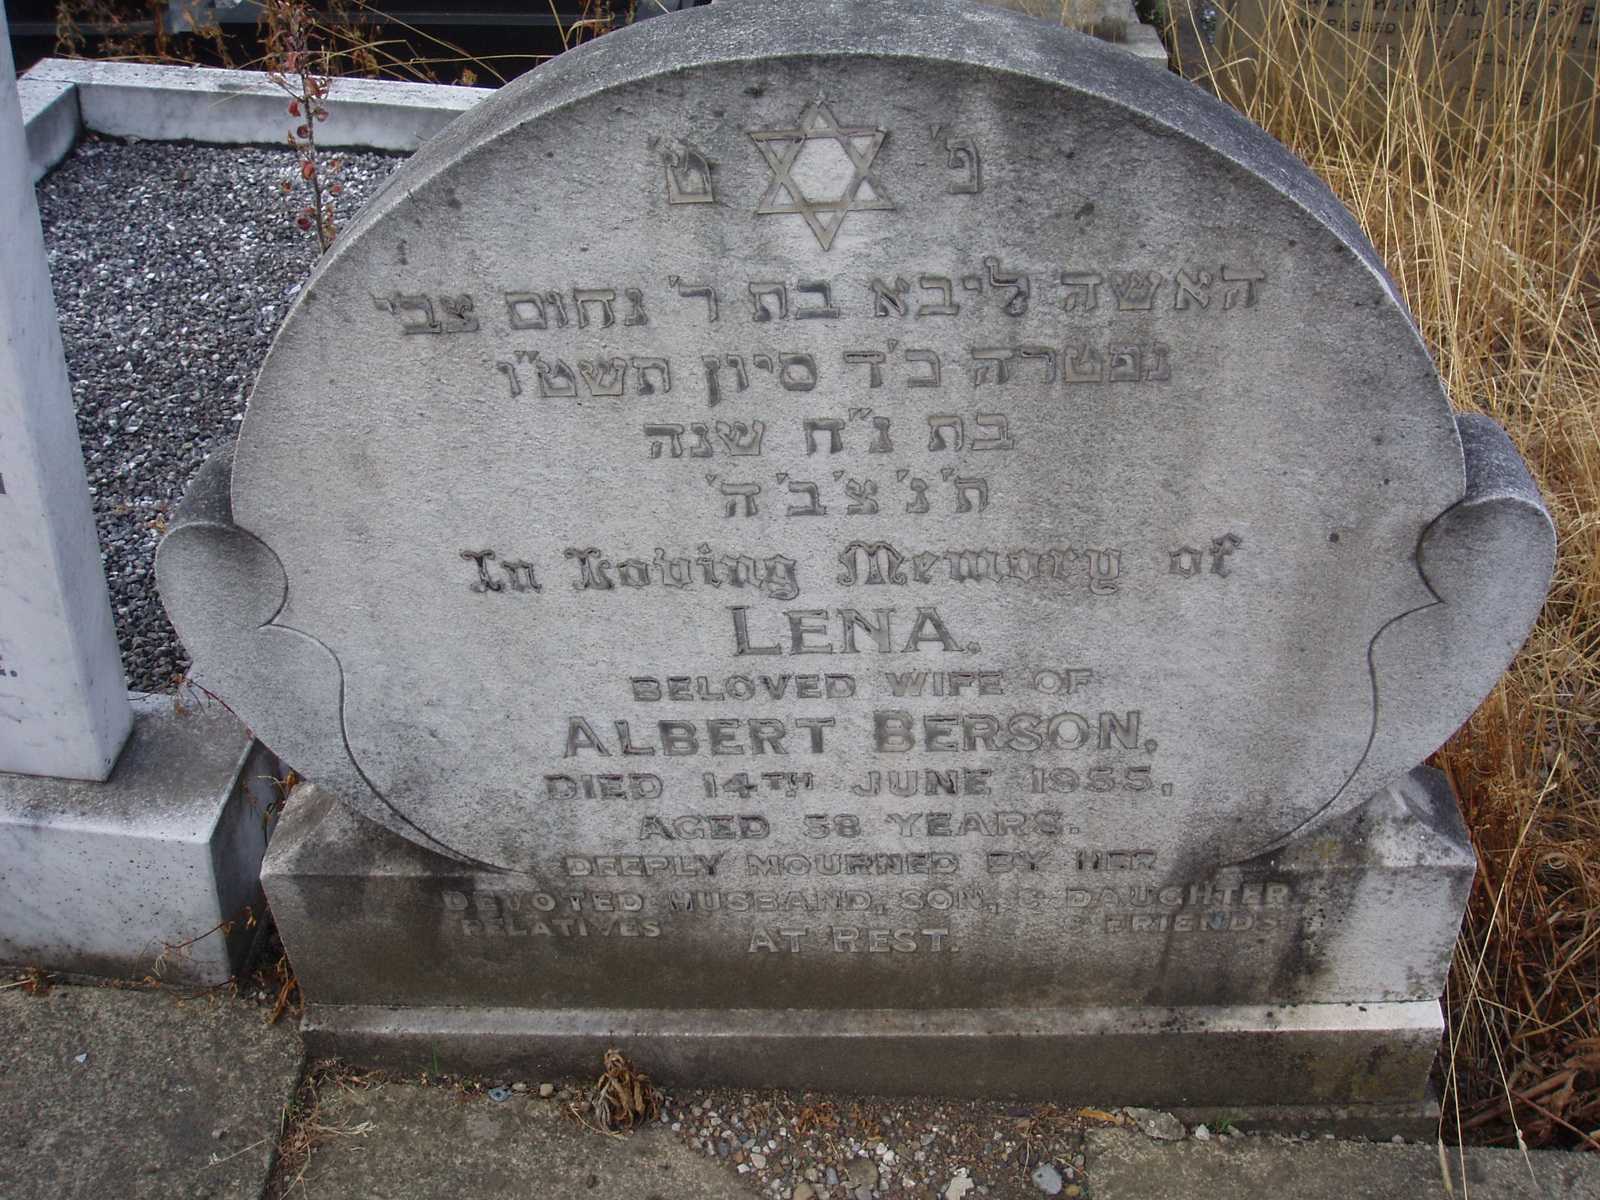 פ' ט'
האשה ליבא בת ר' נחום צבי
נפטרה כ'ד סיון תשט"ו
בת נ"ח שנה
ת'נ'צ'ב'ה'
In Loving Memory of
LENA.
BELOVED WIFE OF
ALBERT BERSON.
DIED 14TH JUNE 1955,
AGED 58 YEARS.
DEEPLY MOURNED BY HER
DEVOTED HUSBAND, SON, & DAUGHTER
RELATIVES FRIENDS
AT REST.